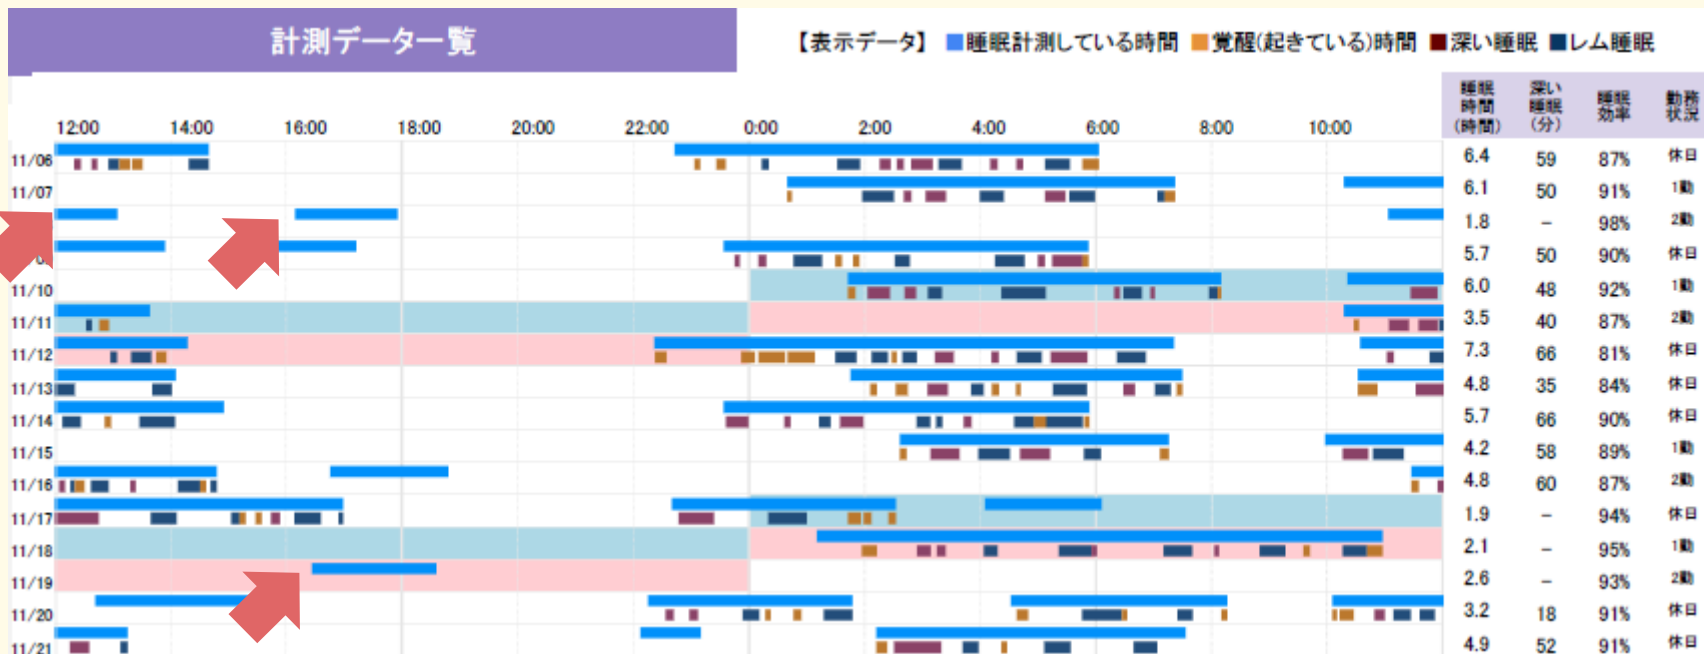 計測データ一覧
【表示データ】 ■睡眠計測している時間 ■覚醒(起きている)時間 ■深い睡眠 ■レム睡眠
睡眠時間(時間) 深い睡眠(分) 睡眠効率 勤務状況
12:00 14:00 16:00 18:00 20:00 22:00 0:00 2:00 4:00 6:00 8:00 10:00
11/06 6.4 59 87% 休日
11/07 6.1 50 91% 1勤
1.8 – 98% 2勤
5.7 50 90% 休日
11/10 6.0 48 92% 1勤
11/11 3.5 40 87% 2勤
11/12 7.3 66 81% 休日
11/13 4.8 35 84% 休日
11/14 5.7 66 90% 休日
11/15 4.2 58 89% 1勤
11/16 4.8 60 87% 2勤
11/17 1.9 – 94% 休日
11/18 2.1 – 95% 1勤
11/19 2.6 – 93% 2勤
11/20 3.2 18 91% 休日
11/21 4.9 52 91% 休日